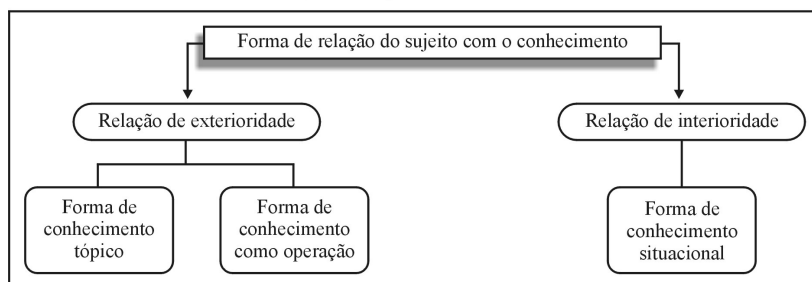 Forma de relação do sujeito com o conhecimento
Relação de exterioridade
Relação de interioridade
Forma de
conhecimento
tópico
Forma de
conhecimento
como operação
Forma de
conhecimento
situacional